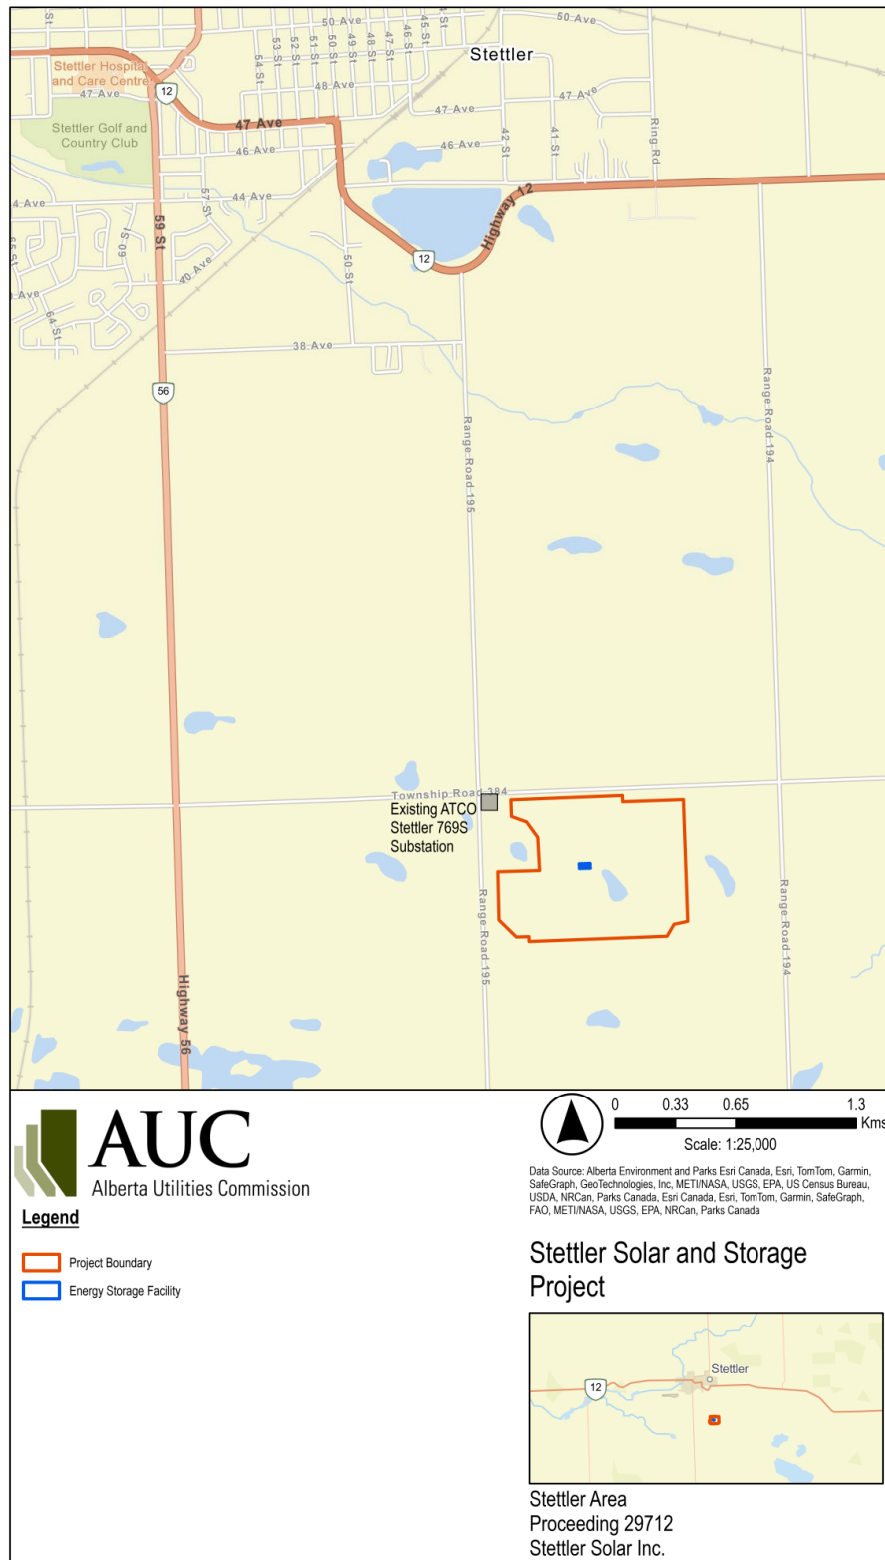 50 Ave
45 St
50 Ave
46 St
47 St
48 St
49 St
50 St
51 St
52 St
53 St
54 St
Stettler
Stettler Hospital
and Care Centre
47 Ave
12
48 Ave
47 Ave
47 Ave
47 Ave
Stettler Golf and
Country Club
46 Ave
46 Ave
42 St
41 St
Ring Rd
57 St
44 Ave
4 Ave
59 St
60 St
65 St
Highway 12
12
50 St
40 Ave
Ave
64 St
38 Ave
56
Range Road 194
Range Road 195
Township Road 384
Existing ATCO
Stettler 769S
Substation
Range Road 195
Range Road 194
Highway 56
AUC
Alberta Utilities Commission
0 0.33 0.65 1.3
Kms
Scale: 1:25,000
Data Source: Alberta Environment and Parks Esri Canada, Esri, TomTom, Garmin,
SafeGraph, GeoTechnologies, Inc, METI/NASA, USGS, EPA, US Census Bureau,
USDA, NRCan, Parks Canada, Esri Canada, Esri, TomTom, Garmin, SafeGraph,
FAO, METI/NASA, USGS, EPA, NRCan, Parks Canada
Legend
Project Boundary
Energy Storage Facility
Stettler Solar and Storage
Project
Stettler
12
Stettler Area
Proceeding 29712
Stettler Solar Inc.